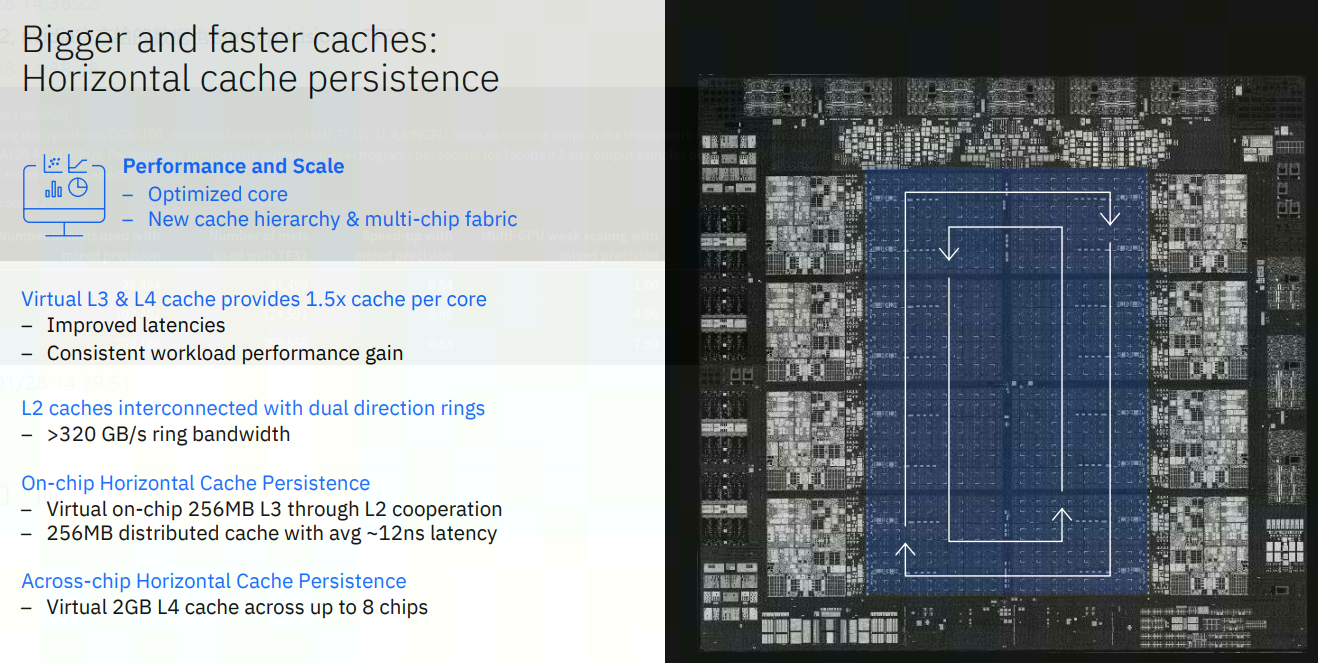 Bigger and faster caches:
Horizontal cache persistence
Performance and Scale
– Optimized core
– New cache hierarchy & multi-chip fabric
Virtual L3 & L4 cache provides 1.5x cache per core
– Improved latencies
– Consistent workload performance gain
L2 caches interconnected with dual direction rings
– >320 GB/s ring bandwidth
On-chip Horizontal Cache Persistence
– Virtual on-chip 256MB L3 through L2 cooperation
– 256MB distributed cache with avg ~12ns latency
Across-chip Horizontal Cache Persistence
– Virtual 2GB L4 cache across up to 8 chips